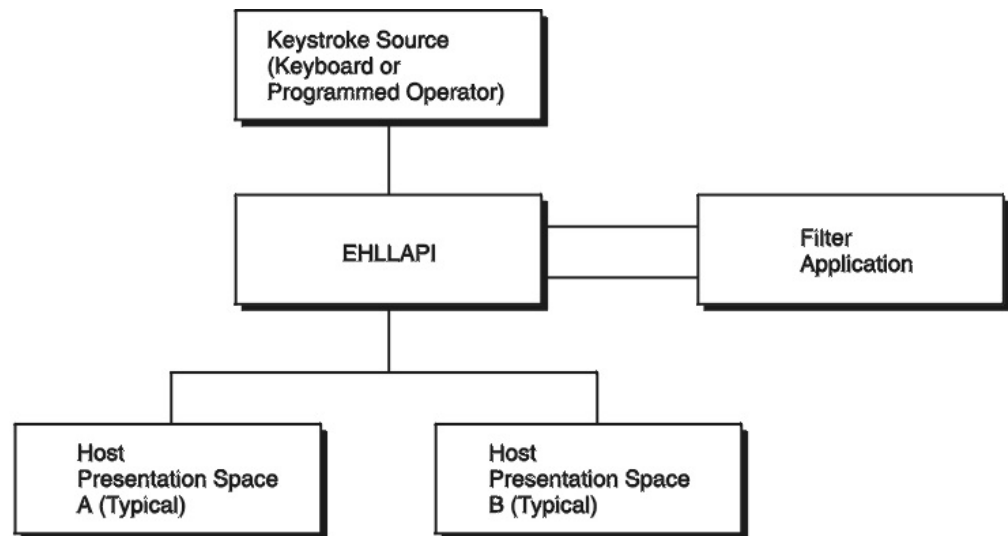 Keystroke Source
(Keyboard or
Programmed Operator)
EHLLAPI
Filter
Application
Host
Presentation Space
A (Typical)
Host
Presentation Space
B (Typical)